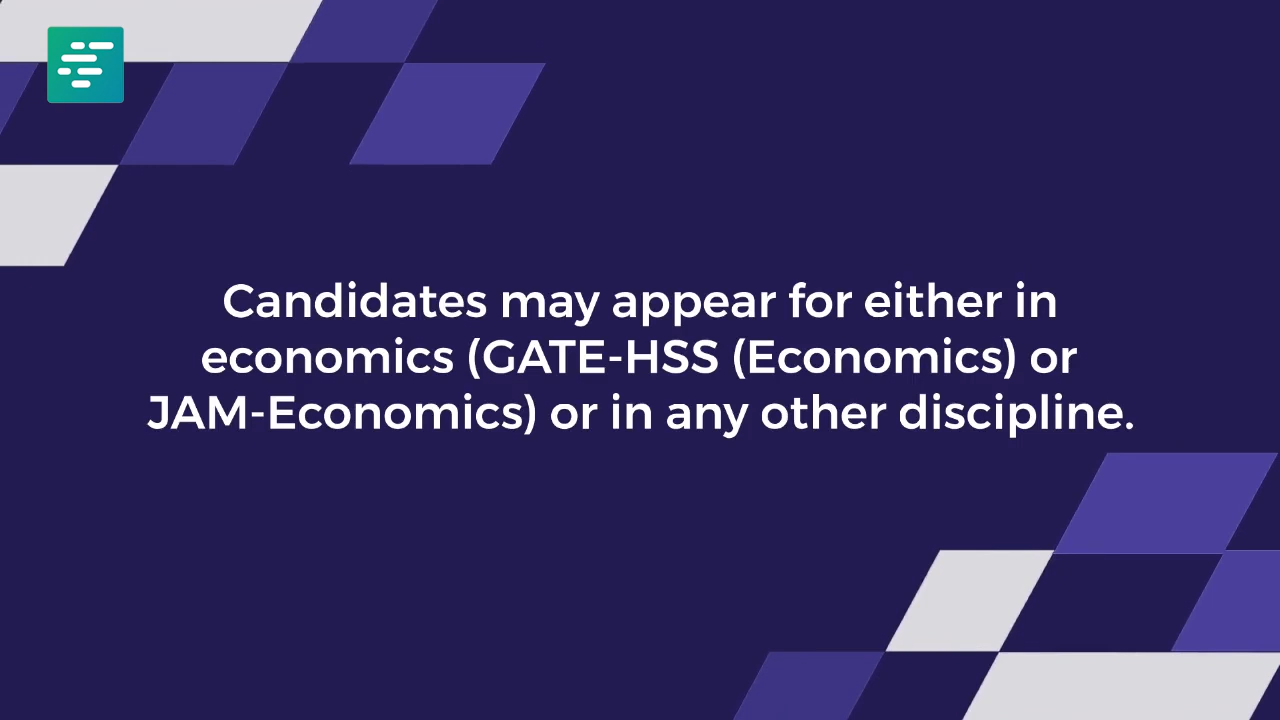 Candidates may appear for either in
economics (GATE-HSS (Economics) or
JAM-Economics) or in any other discipline.